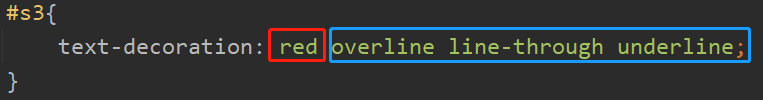 #s3{
text-decoration: red overline line-through underline;
}